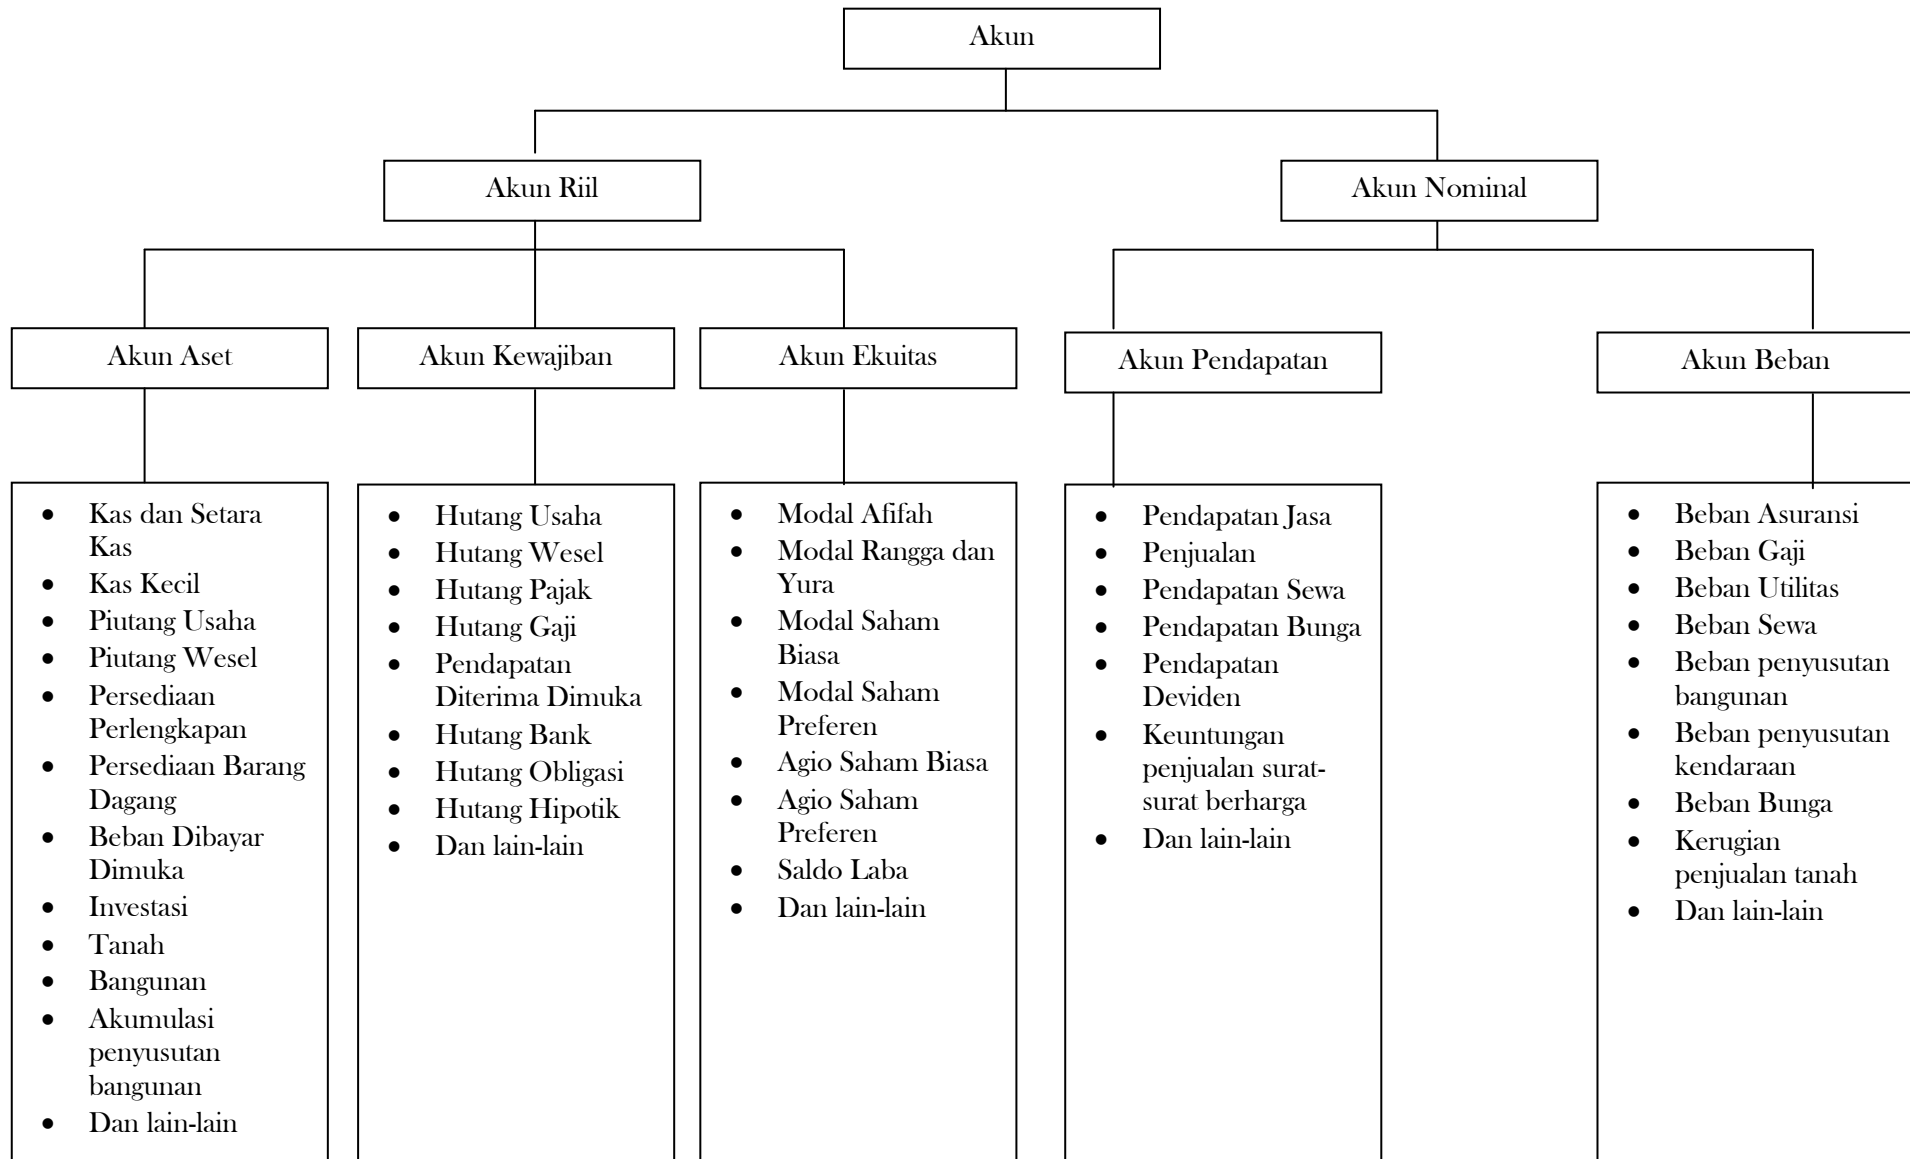 Akun
Akun Riil
Akun Nominal
Akun Aset
Akun Kewajiban
Akun Ekuitas
Akun Pendapatan
Akun Beban
• Kas dan Setara
Kas
• Kas Kecil
• Piutang Usaha
• Piutang Wesel
• Persediaan
Perlengkapan
• Persediaan Barang
Dagang
• Beban Dibayar
Dimuka
• Investasi
• Tanah
• Bangunan
• Akumulasi
penyusutan
bangunan
• Dan lain-lain
• Hutang Usaha
• Hutang Wesel
• Hutang Pajak
• Hutang Gaji
• Pendapatan
Diterima Dimuka
• Hutang Bank
• Hutang Obligasi
• Hutang Hipotik
• Dan lain-lain
• Modal Afifah
• Modal Rangga dan
Yura
• Modal Saham
Biasa
• Modal Saham
Preferen
• Agio Saham Biasa
• Agio Saham
Preferen
• Saldo Laba
• Dan lain-lain
• Pendapatan Jasa
• Penjualan
• Pendapatan Sewa
• Pendapatan Bunga
• Pendapatan
Deviden
• Keuntungan
penjualan surat-
surat berharga
• Dan lain-lain
• Beban Asuransi
• Beban Gaji
• Beban Utilitas
• Beban Sewa
• Beban penyusutan
bangunan
• Beban penyusutan
kendaraan
• Beban Bunga
• Kerugian
penjualan tanah
• Dan lain-lain